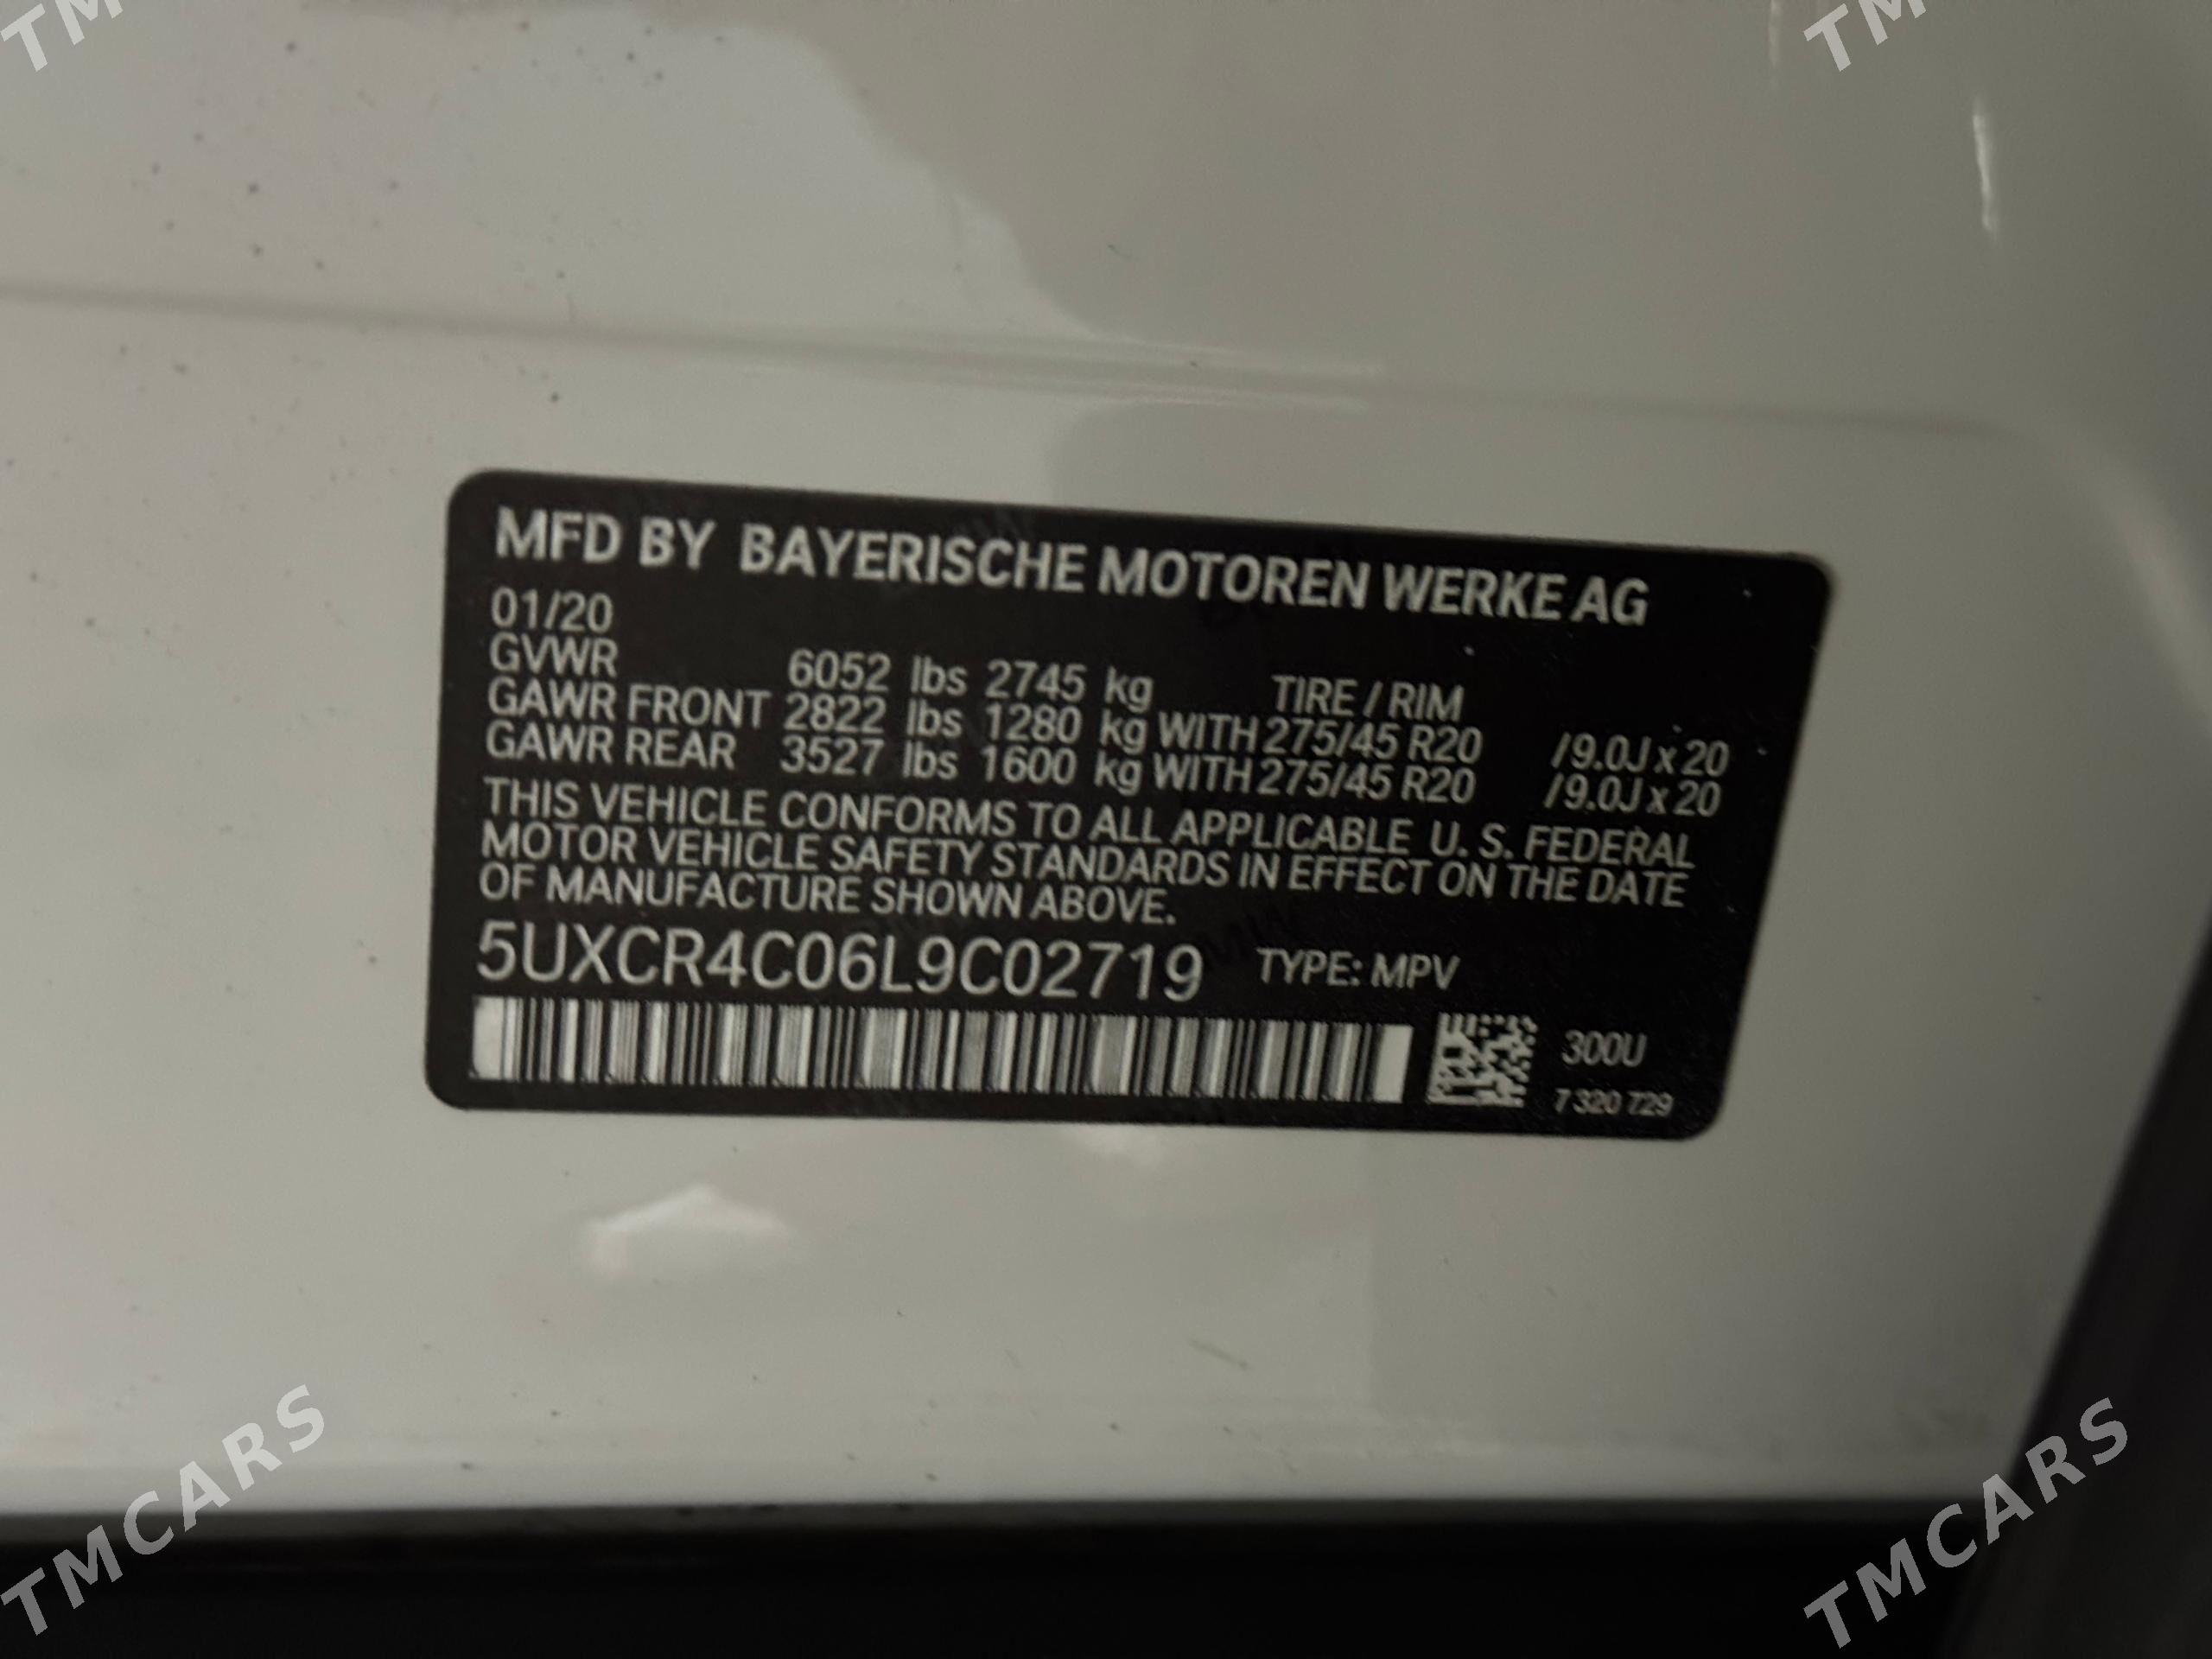 MFD BY BAYERISCHE MOTOREN WERKE AG
01/20
GVWR 6052 lbs 2745 kg TIRE / RIM
GAWR FRONT 2822 lbs 1280 kg WITH 275/45 R20 /9.0J x 20
GAWR REAR 3527 lbs 1600 kg WITH 275/45 R20 /9.0J x 20
THIS VEHICLE CONFORMS TO ALL APPLICABLE U. S. FEDERAL
MOTOR VEHICLE SAFETY STANDARDS IN EFFECT ON THE DATE
OF MANUFACTURE SHOWN ABOVE.
5UXCR4C06L9C02719 TYPE: MPV
300U
7 320 729
TMCARS
TMCARS